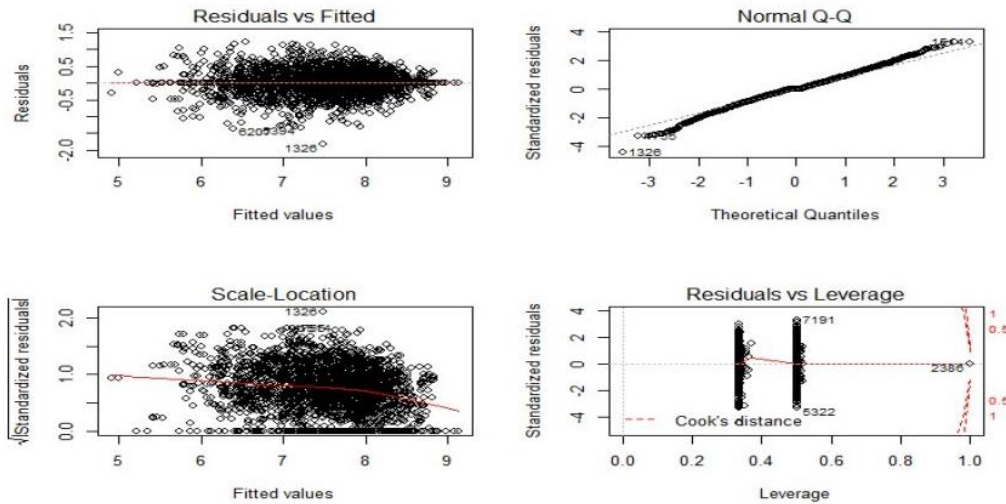 Residuals vs Fitted
Residuals
1.5
0.5
-0.5
-2.0
1326
5 6 7 8 9
Fitted values
Normal Q-Q
Standardized residuals
4
2
0
-2
-4
1326
-3 -2 -1 0 1 2 3
Theoretical Quantiles
Scale-Location
√|Standardized residuals|
2.0
1.0
0.0
1326
5 6 7 8 9
Fitted values
Residuals vs Leverage
Standardized residuals
4
2
0
-2
-4
7191
2386
5322
Cook's distance
1
0.5
0.5
1
0.0 0.2 0.4 0.6 0.8 1.0
Leverage